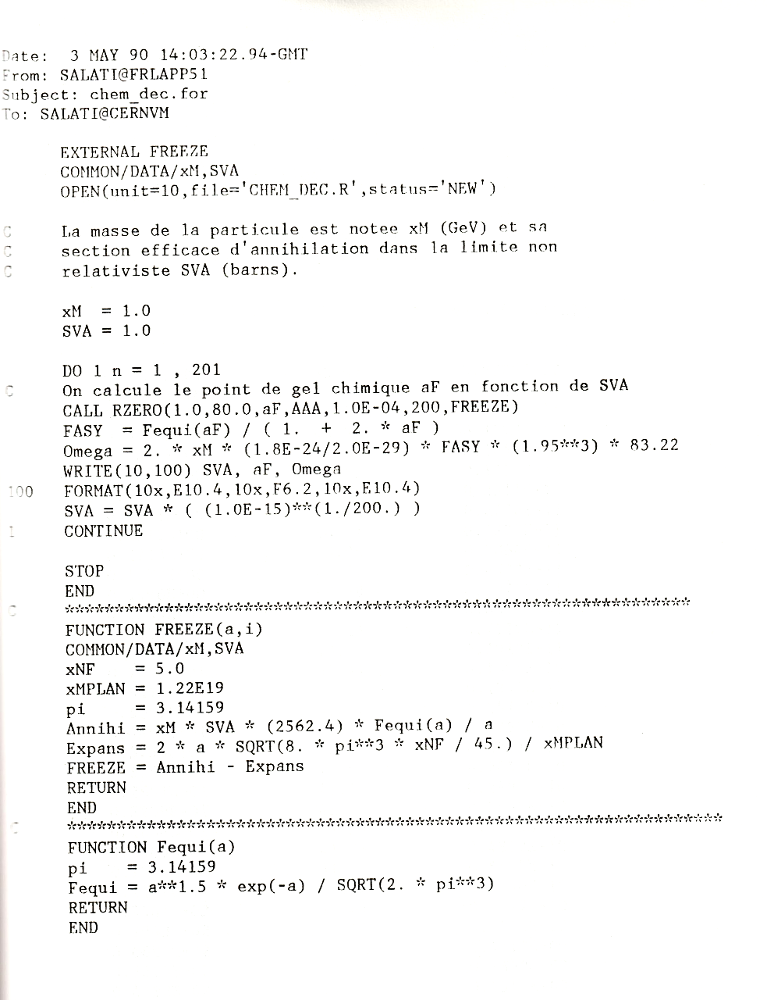 Date:  3 MAY 90 14:03:22.94-GMT
From: SALATI@FRLAPP51
Subject: chem_dec.for
To: SALATI@CERNVM
      EXTERNAL FREEZE
      COMMON/DATA/xM,SVA
      OPEN(unit=10,file='CHEM_DEC.R',status='NEW')
C     La masse de la particule est notee xM (GeV) et sa
C     section efficace d'annihilation dans la limite non
C     relativiste SVA (barns).
      xM  = 1.0
      SVA = 1.0
      DO 1 n = 1 , 201
C     On calcule le point de gel chimique aF en fonction de SVA
      CALL RZERO(1.0,80.0,aF,AAA,1.0E-04,200,FREEZE)
      FASY  = Fequi(aF) / ( 1.  +  2. * aF )
      Omega = 2. * xM * (1.8E-24/2.0E-29) * FASY * (1.95**3) * 83.22
      WRITE(10,100) SVA, aF, Omega
100   FORMAT(10x,E10.4,10x,F6.2,10x,E10.4)
      SVA = SVA * ( (1.0E-15)**(1./200.) )
1     CONTINUE
      STOP
      END
C     ***************************************************************
      FUNCTION FREEZE(a,i)
      COMMON/DATA/xM,SVA
      xNF    = 5.0
      xMPLAN = 1.22E19
      pi     = 3.14159
      Annihi = xM * SVA * (2562.4) * Fequi(a) / a
      Expans = 2 * a * SQRT(8. * pi**3 * xNF / 45.) / xMPLAN
      FREEZE = Annihi - Expans
      RETURN
      END
C     ******************************************************************
      FUNCTION Fequi(a)
      pi    = 3.14159
      Fequi = a**1.5 * exp(-a) / SQRT(2. * pi**3)
      RETURN
      END